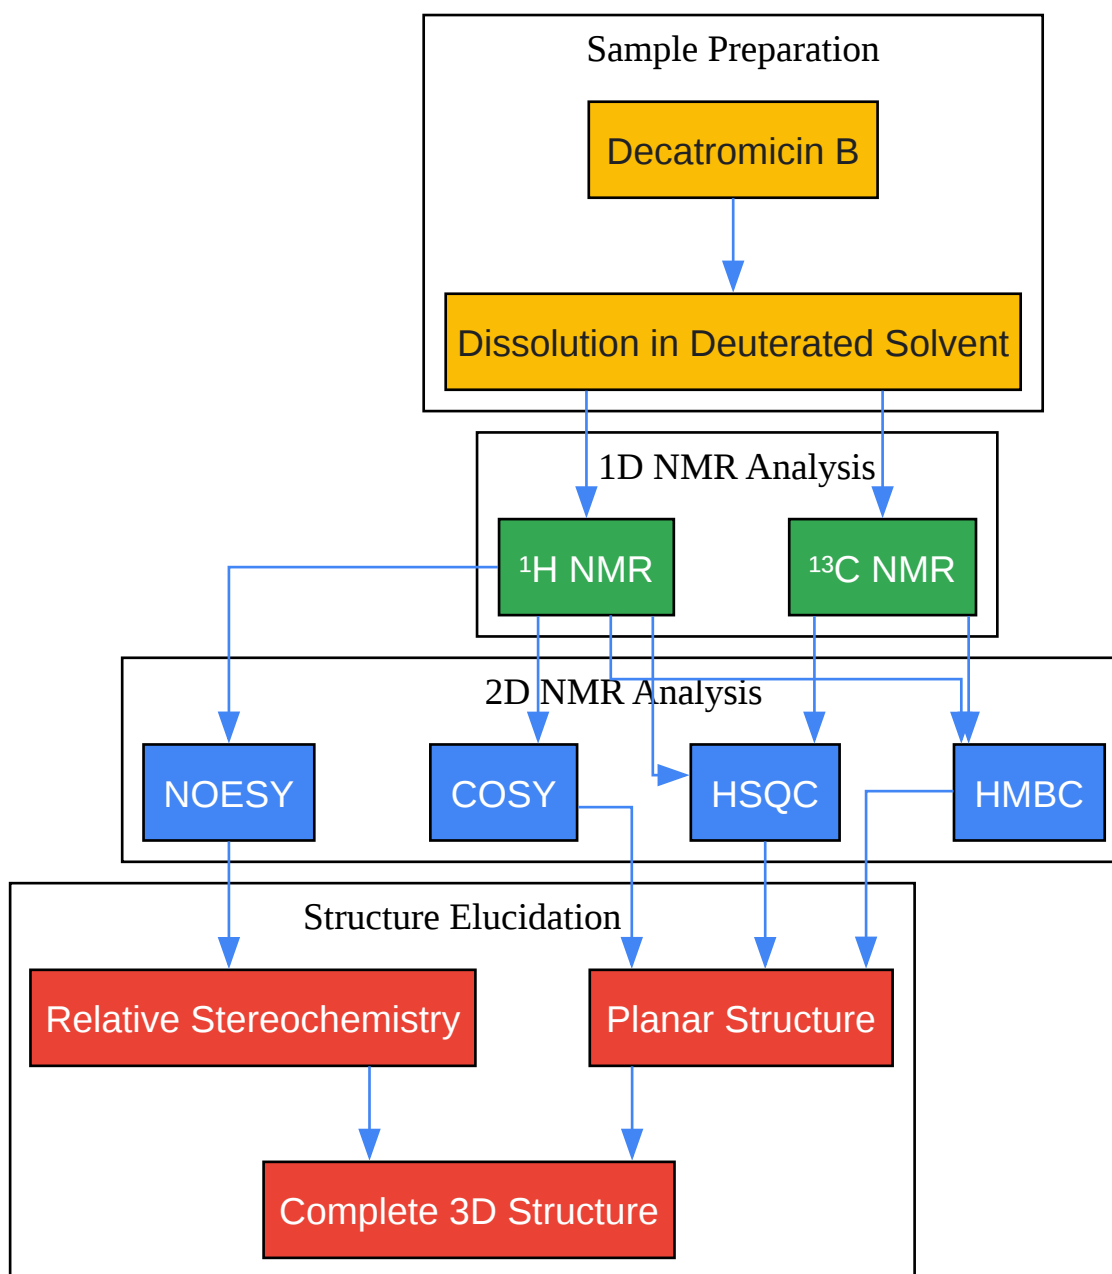 Sample Preparation
Decatromicin B
Dissolution in Deuterated Solvent
1D NMR Analysis
¹H NMR
¹³C NMR
2D NMR Analysis
NOESY
COSY
HSQC
HMBC
Structure Elucidation
Relative Stereochemistry
Planar Structure
Complete 3D Structure